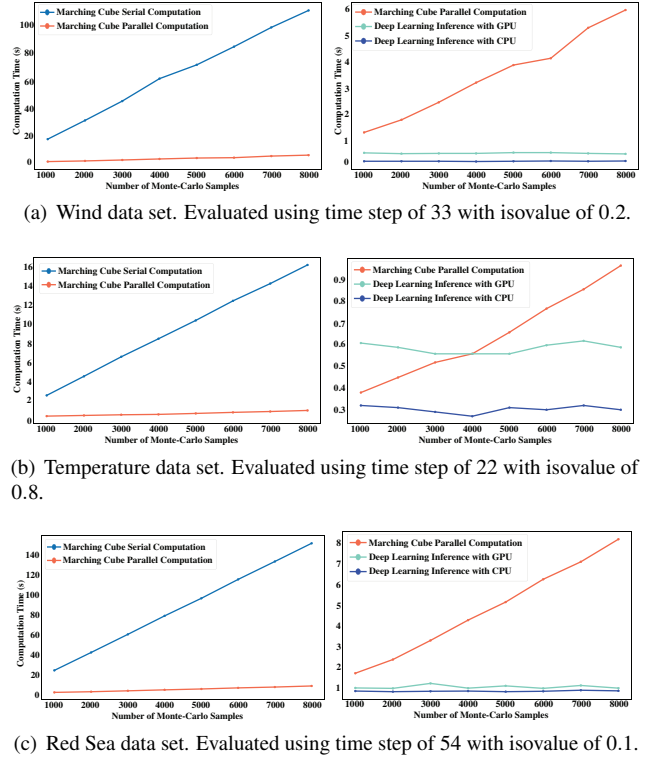 Marching Cube Serial Computation
Marching Cube Parallel Computation
Computation Time (s)
100
80
60
40
20
0
1000 2000 3000 4000 5000 6000 7000 8000
Number of Monte-Carlo Samples
Marching Cube Parallel Computation
Deep Learning Inference with GPU
Deep Learning Inference with CPU
Computation Time (s)
6
5
4
3
2
1
0
1000 2000 3000 4000 5000 6000 7000 8000
Number of Monte-Carlo Samples
(a) Wind data set. Evaluated using time step of 33 with isovalue of 0.2.
Marching Cube Serial Computation
Marching Cube Parallel Computation
Computation Time (s)
16
14
12
10
8
6
4
2
0
1000 2000 3000 4000 5000 6000 7000 8000
Number of Monte-Carlo Samples
Marching Cube Parallel Computation
Deep Learning Inference with GPU
Deep Learning Inference with CPU
0.9
0.8
0.7
0.6
0.5
0.4
0.3
1000 2000 3000 4000 5000 6000 7000 8000
Number of Monte-Carlo Samples
(b) Temperature data set. Evaluated using time step of 22 with isovalue of
0.8.
Marching Cube Serial Computation
Marching Cube Parallel Computation
Computation Time (s)
140
120
100
80
60
40
20
0
1000 2000 3000 4000 5000 6000 7000 8000
Number of Monte-Carlo Samples
Marching Cube Parallel Computation
Deep Learning Inference with GPU
Deep Learning Inference with CPU
8
7
6
5
4
3
2
1
1000 2000 3000 4000 5000 6000 7000 8000
Number of Monte-Carlo Samples
(c) Red Sea data set. Evaluated using time step of 54 with isovalue of 0.1.